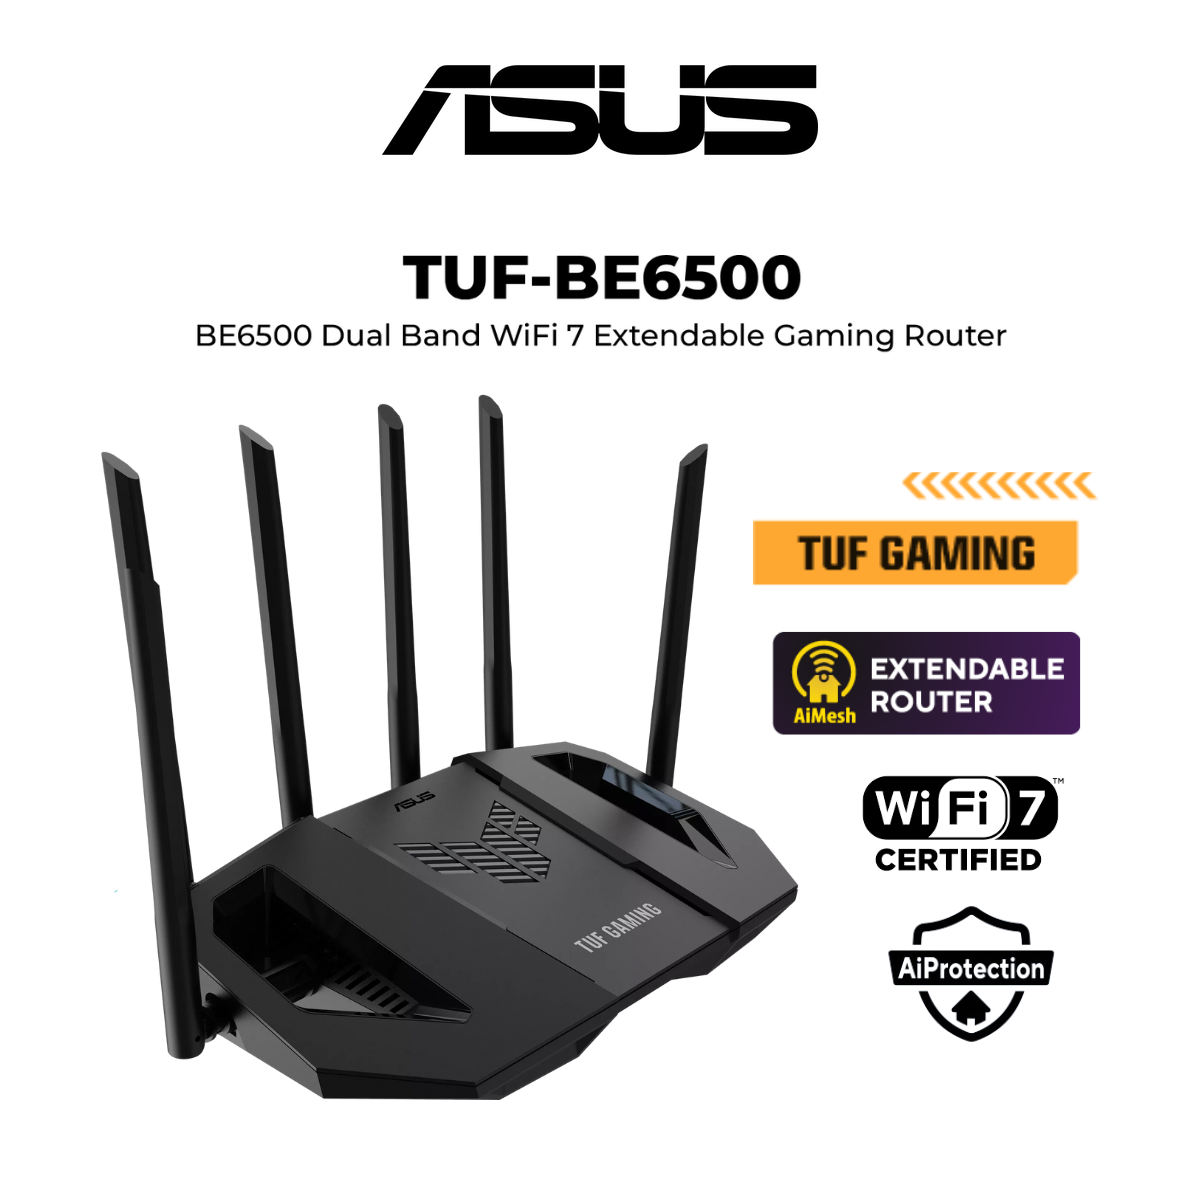 ASUS
TUF-BE6500
BE6500 Dual Band WiFi 7 Extendable Gaming Router
TUF GAMING
EXTENDABLE
ROUTER
AiMesh
ASUS
Wi Fi 7™
CERTIFIED
TUF GAMING
AiProtection